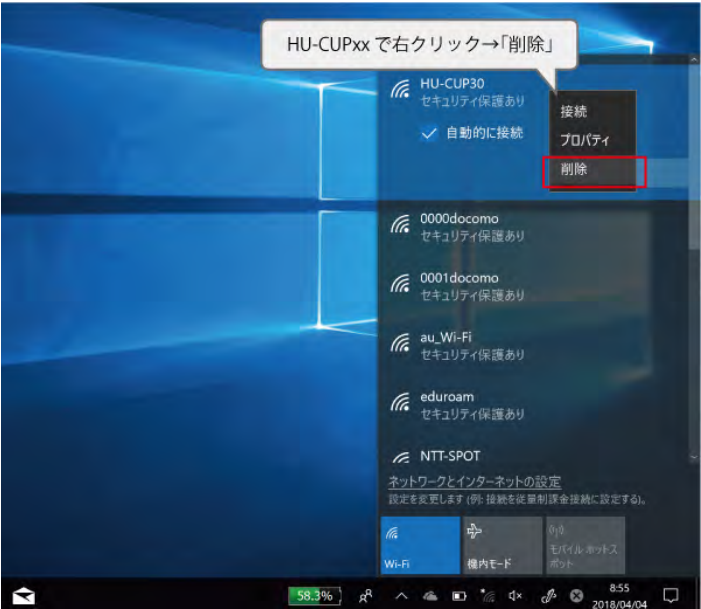 HU-CUPxx で右クリック→「削除」
HU-CUP30
セキュリティ保護あり
自動的に接続
接続
プロパティ
削除
0000docomo
セキュリティ保護あり
0001docomo
セキュリティ保護あり
au_Wi-Fi
セキュリティ保護あり
eduroam
セキュリティ保護あり
NTT-SPOT
ネットワークとインターネットの設定
設定を変更します (例: 接続を従量制課金接続に設定する)。
Wi-Fi
機内モード
モバイル ホットス
ポット
58.3%
8:55
2018/04/04